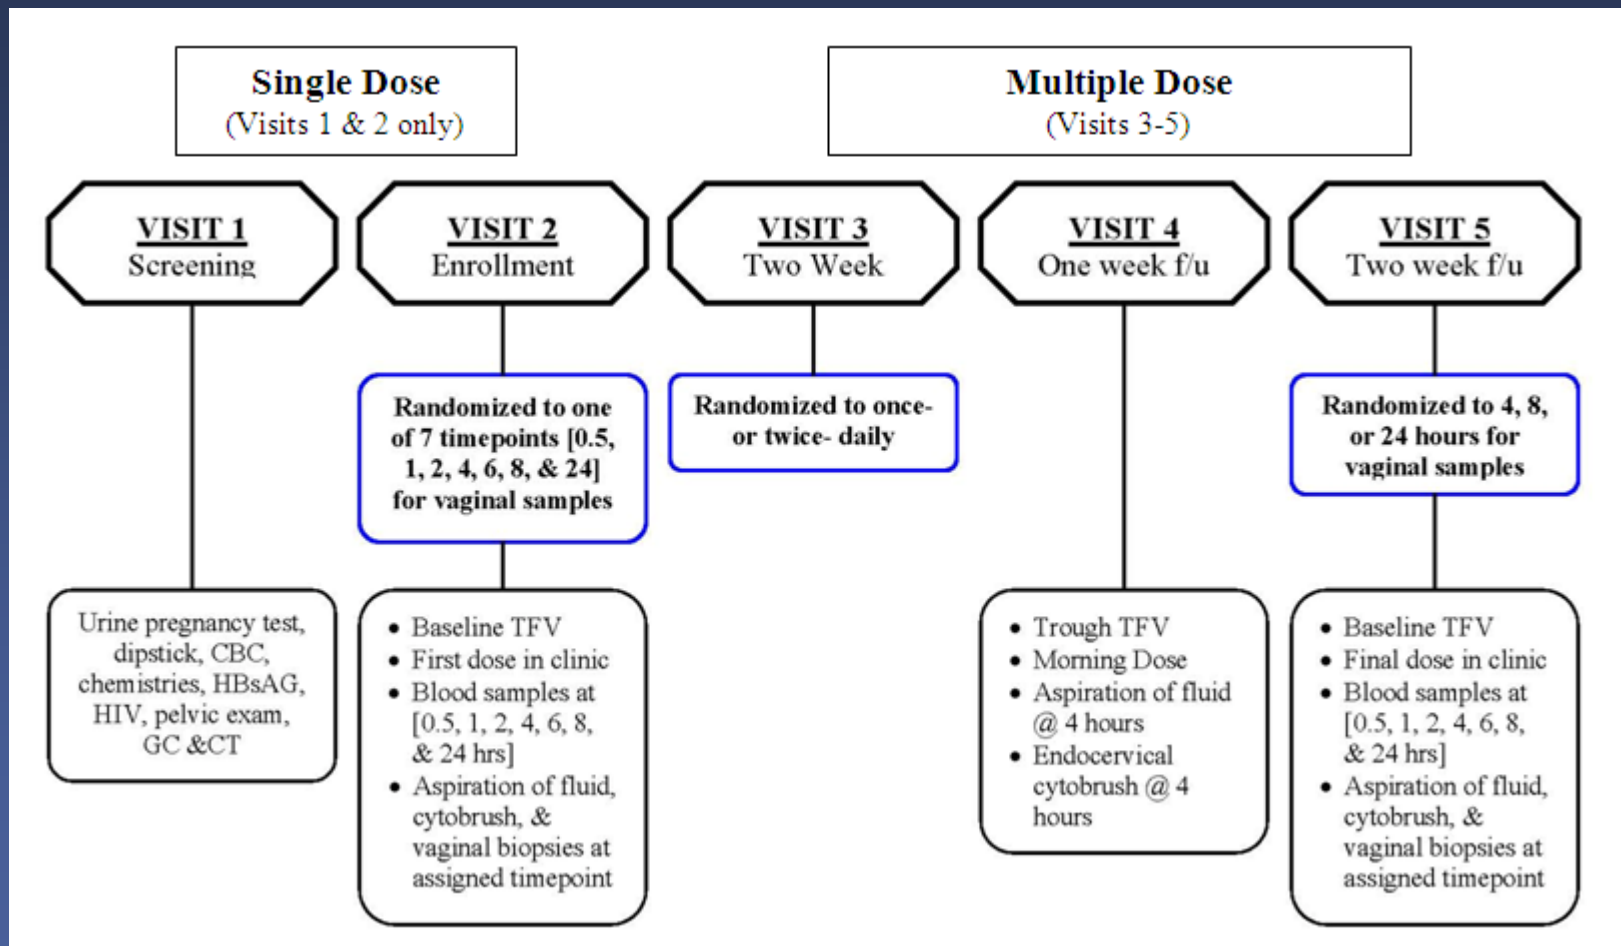 Single Dose
(Visits 1 & 2 only)
Multiple Dose
(Visits 3-5)
VISIT 1
Screening
VISIT 2
Enrollment
VISIT 3
Two Week
VISIT 4
One week f/u
VISIT 5
Two week f/u
Randomized to one
of 7 timepoints [0.5,
1, 2, 4, 6, 8, & 24]
for vaginal samples
Randomized to once-
or twice- daily
Randomized to 4, 8,
or 24 hours for
vaginal samples
Urine pregnancy test,
dipstick, CBC,
chemistries, HBsAG,
HIV, pelvic exam,
GC &CT
• Baseline TFV
• First dose in clinic
• Blood samples at
[0.5, 1, 2, 4, 6, 8,
& 24 hrs]
• Aspiration of fluid,
cytobrush, &
vaginal biopsies at
assigned timepoint
• Trough TFV
• Morning Dose
• Aspiration of fluid
@ 4 hours
• Endocervical
cytobrush @ 4
hours
• Baseline TFV
• Final dose in clinic
• Blood samples at
[0.5, 1, 2, 4, 6, 8,
& 24 hrs]
• Aspiration of fluid,
cytobrush, &
vaginal biopsies at
assigned timepoint